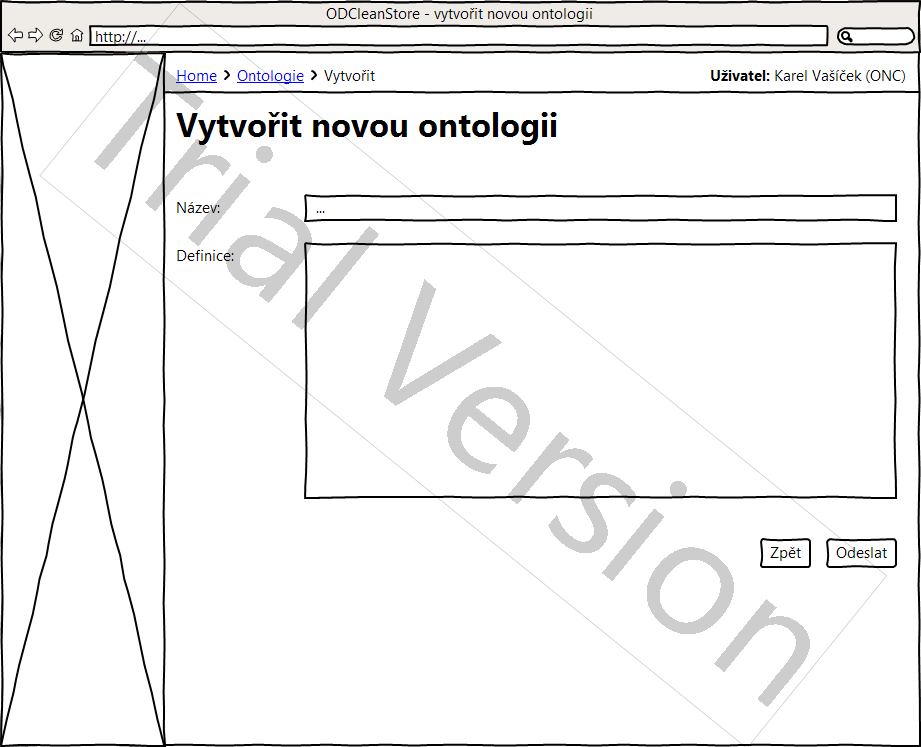 ODCleanStore - vytvořit novou ontologii
http://...
Home > Ontologie > Vytvořit
Uživatel: Karel Vašíček (ONC)
Vytvořit novou ontologii
Název:
...
Definice:
Zpět
Odeslat
Trial Version